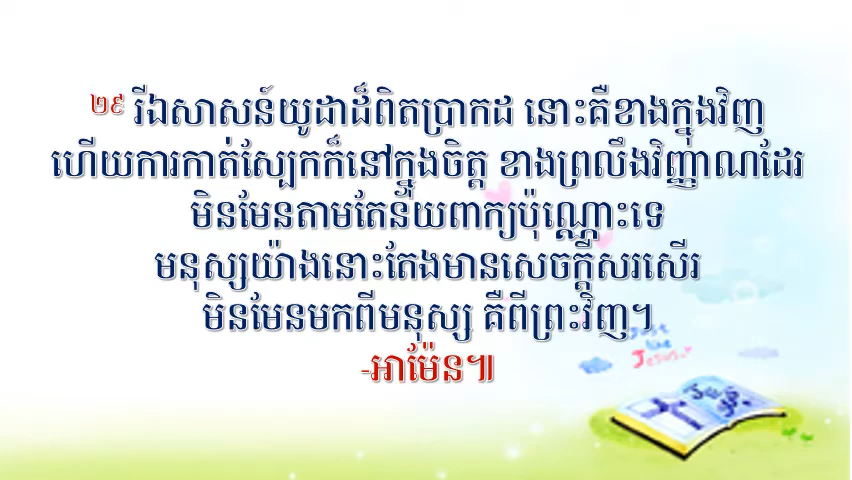 ២៩ រីឯសាសន៍យូដាដ៏ពិតប្រាកដ នោះគឺខាងក្នុងវិញ
ហើយការកាត់ស្បែកក៏នៅក្នុងចិត្ត ខាងព្រលឹងវិញ្ញាណដែរ
មិនមែនតាមតែន័យពាក្យប៉ុណ្ណោះទេ
មនុស្សយ៉ាងនោះតែងមានសេចក្ដីសរសើរ
មិនមែនមកពីមនុស្ស គឺពីព្រះវិញ។
-អាម៉ែន៕
Just
like
Jesus...